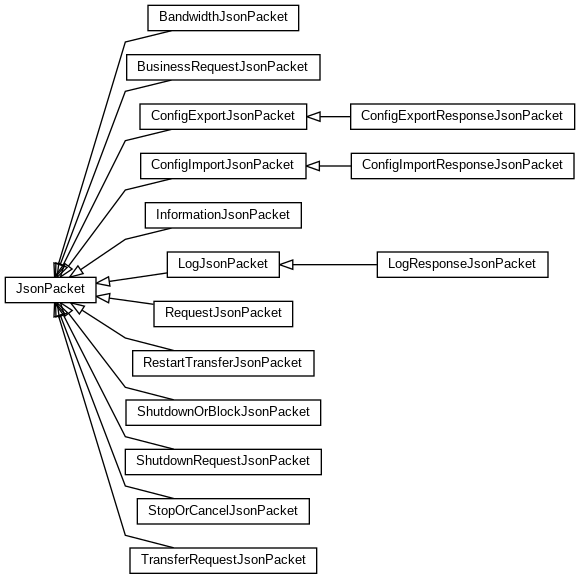 BandwidthJsonPacket
BusinessRequestJsonPacket
ConfigExportJsonPacket
ConfigExportResponseJsonPacket
ConfigImportJsonPacket
ConfigImportResponseJsonPacket
InformationJsonPacket
LogJsonPacket
LogResponseJsonPacket
JsonPacket
RequestJsonPacket
RestartTransferJsonPacket
ShutdownOrBlockJsonPacket
ShutdownRequestJsonPacket
StopOrCancelJsonPacket
TransferRequestJsonPacket